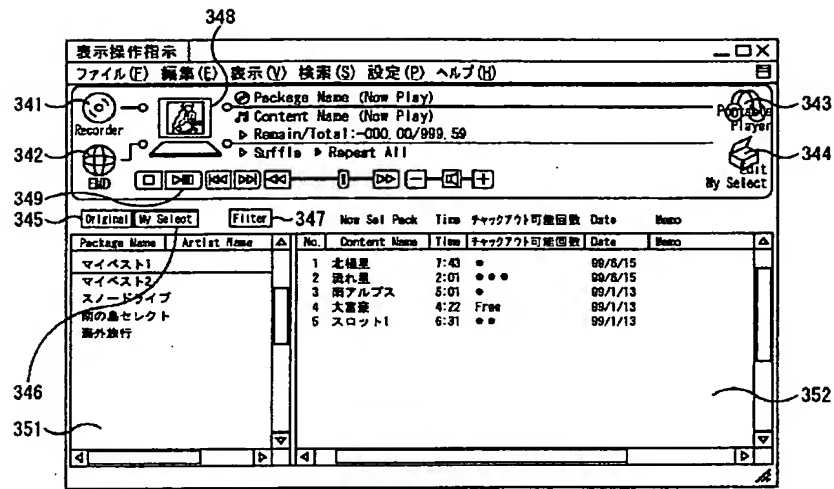 348
表示操作指示
ファイル(F) 編集(E) 表示(V) 検索(S) 設定(P) ヘルプ(H)
341
Recorder
342
EMD
349
Package Name (Now Play)
Content Name (Now Play)
Remain/Total:-000.00/999.59
Suffle Repeat All
343
Portable Player
344
Edit
My Select
345
Original My Select Filter
347
Now Sel Pack Time チャックアウト可能回数 Date Memo
Package Name Artist Name
マイベスト1
マイベスト2
スノードライブ
南の島セレクト
海外旅行
No. Content Name Time チャックアウト可能回数 Date Memo
1 北極星 7:43 ● 99/8/15
2 流れ星 2:01 ●●● 99/8/15
3 南アルプス 5:01 ● 99/1/13
4 大富豪 4:22 Free 99/1/13
5 スロット1 6:31 ●● 99/1/13
346
351
352